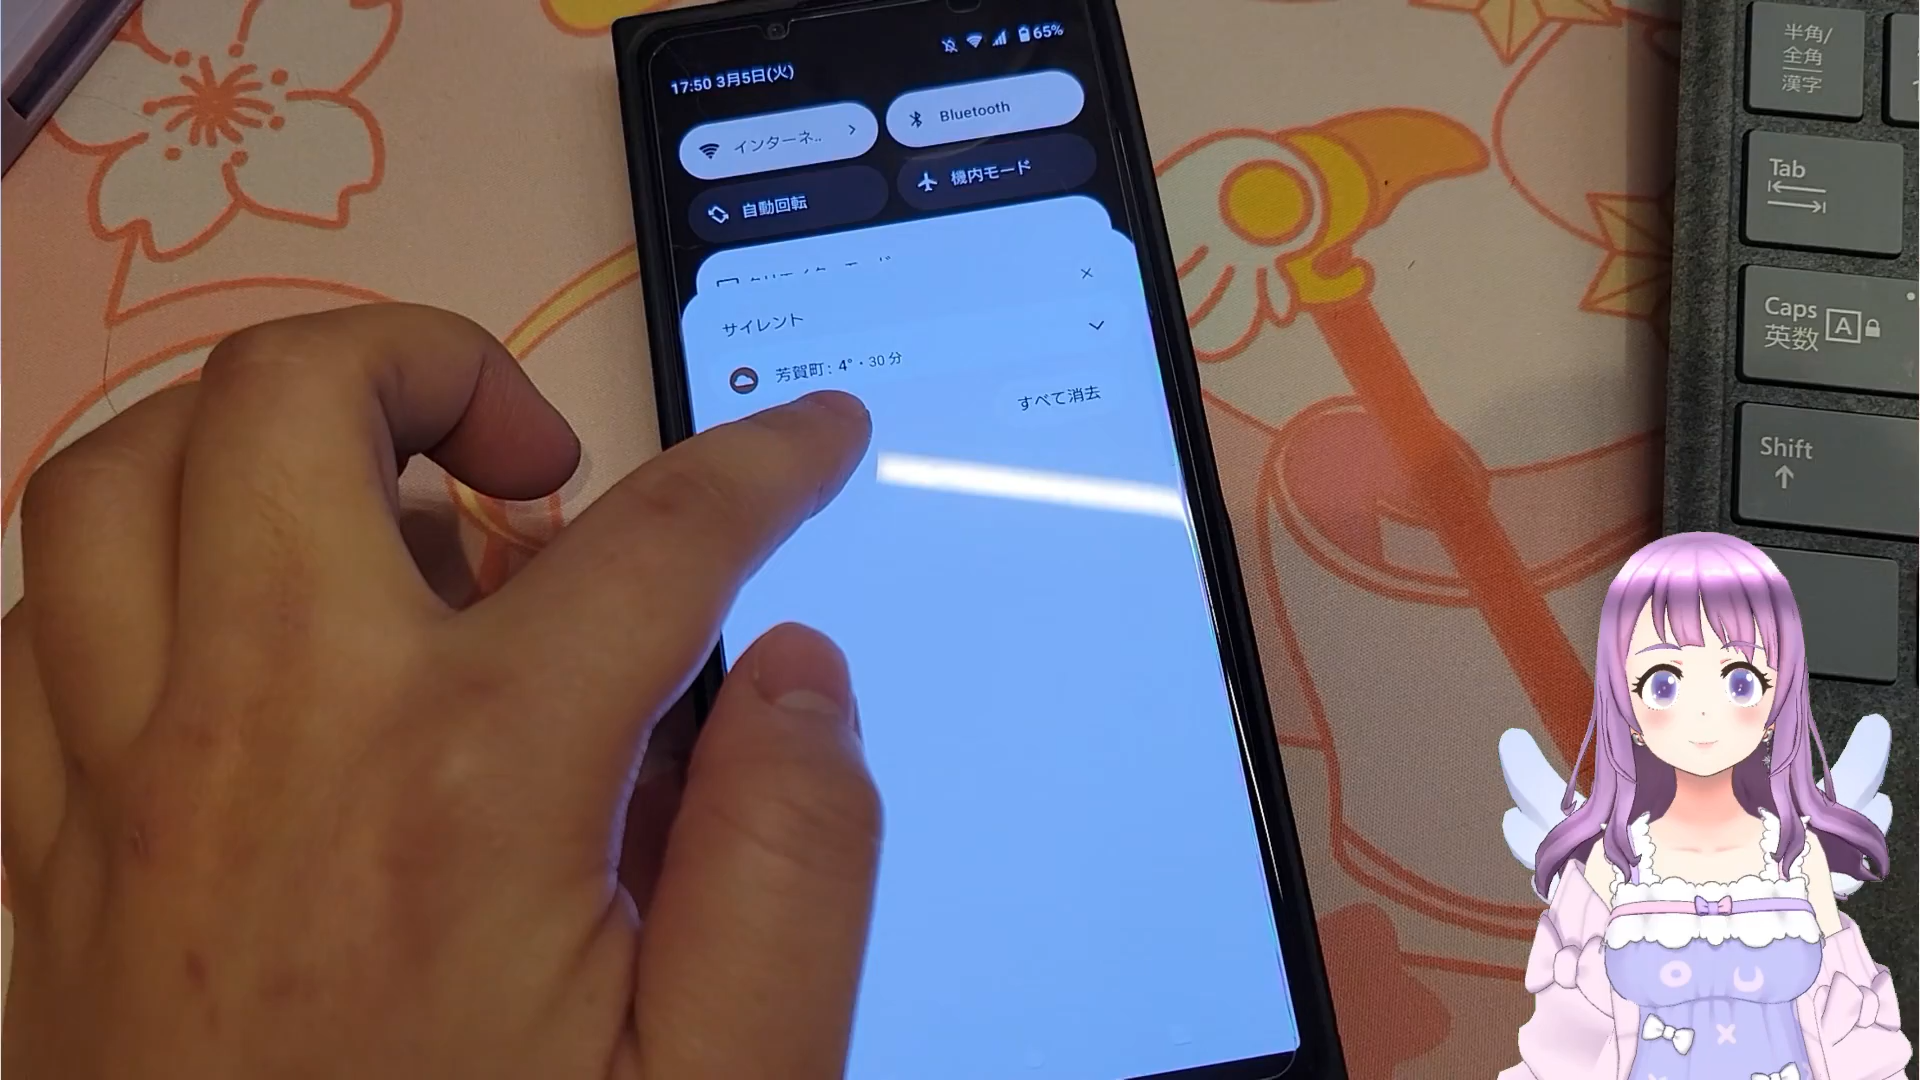 17:50 3月5日(火)
65%
インターネ..
Bluetooth
自動回転
機内モード
サイレント
芳賀町: 4°・30 分
すべて消去
半角/
全角
漢字
Tab
Caps
英数
A
Shift